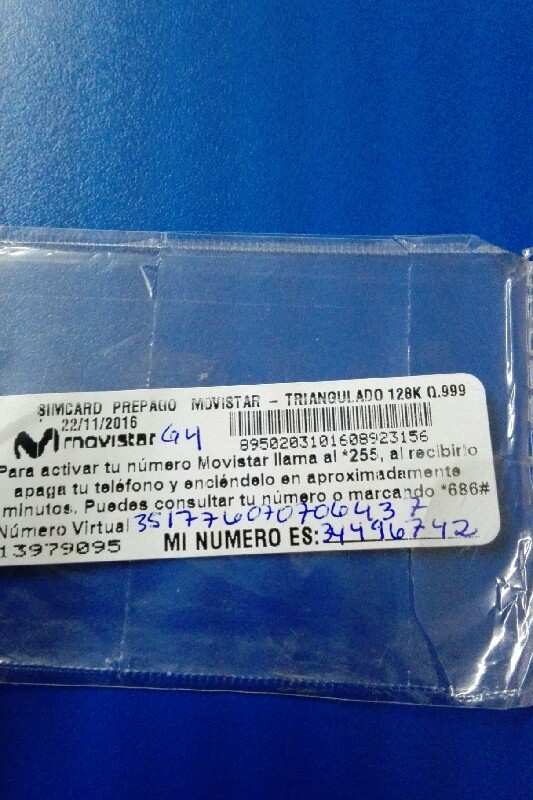 SIMCARD PREPAGO MOVISTAR - TRIANGULADO 128K Q.999
22/11/2016
movistar G4
8950203101608923156
Para activar tu número Movistar llama al *255, al recibirlo
apaga tu teléfono y enciéndelo en aproximadamente
minutos. Puedes consultar tu número o marcando *686#
Número Virtual 351776070706437
13979095 MI NUMERO ES: 34496742